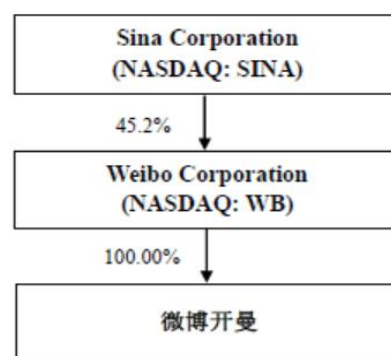 Sina Corporation
(NASDAQ: SINA)
45.2%
Weibo Corporation
(NASDAQ: WB)
100.00%
微博开曼